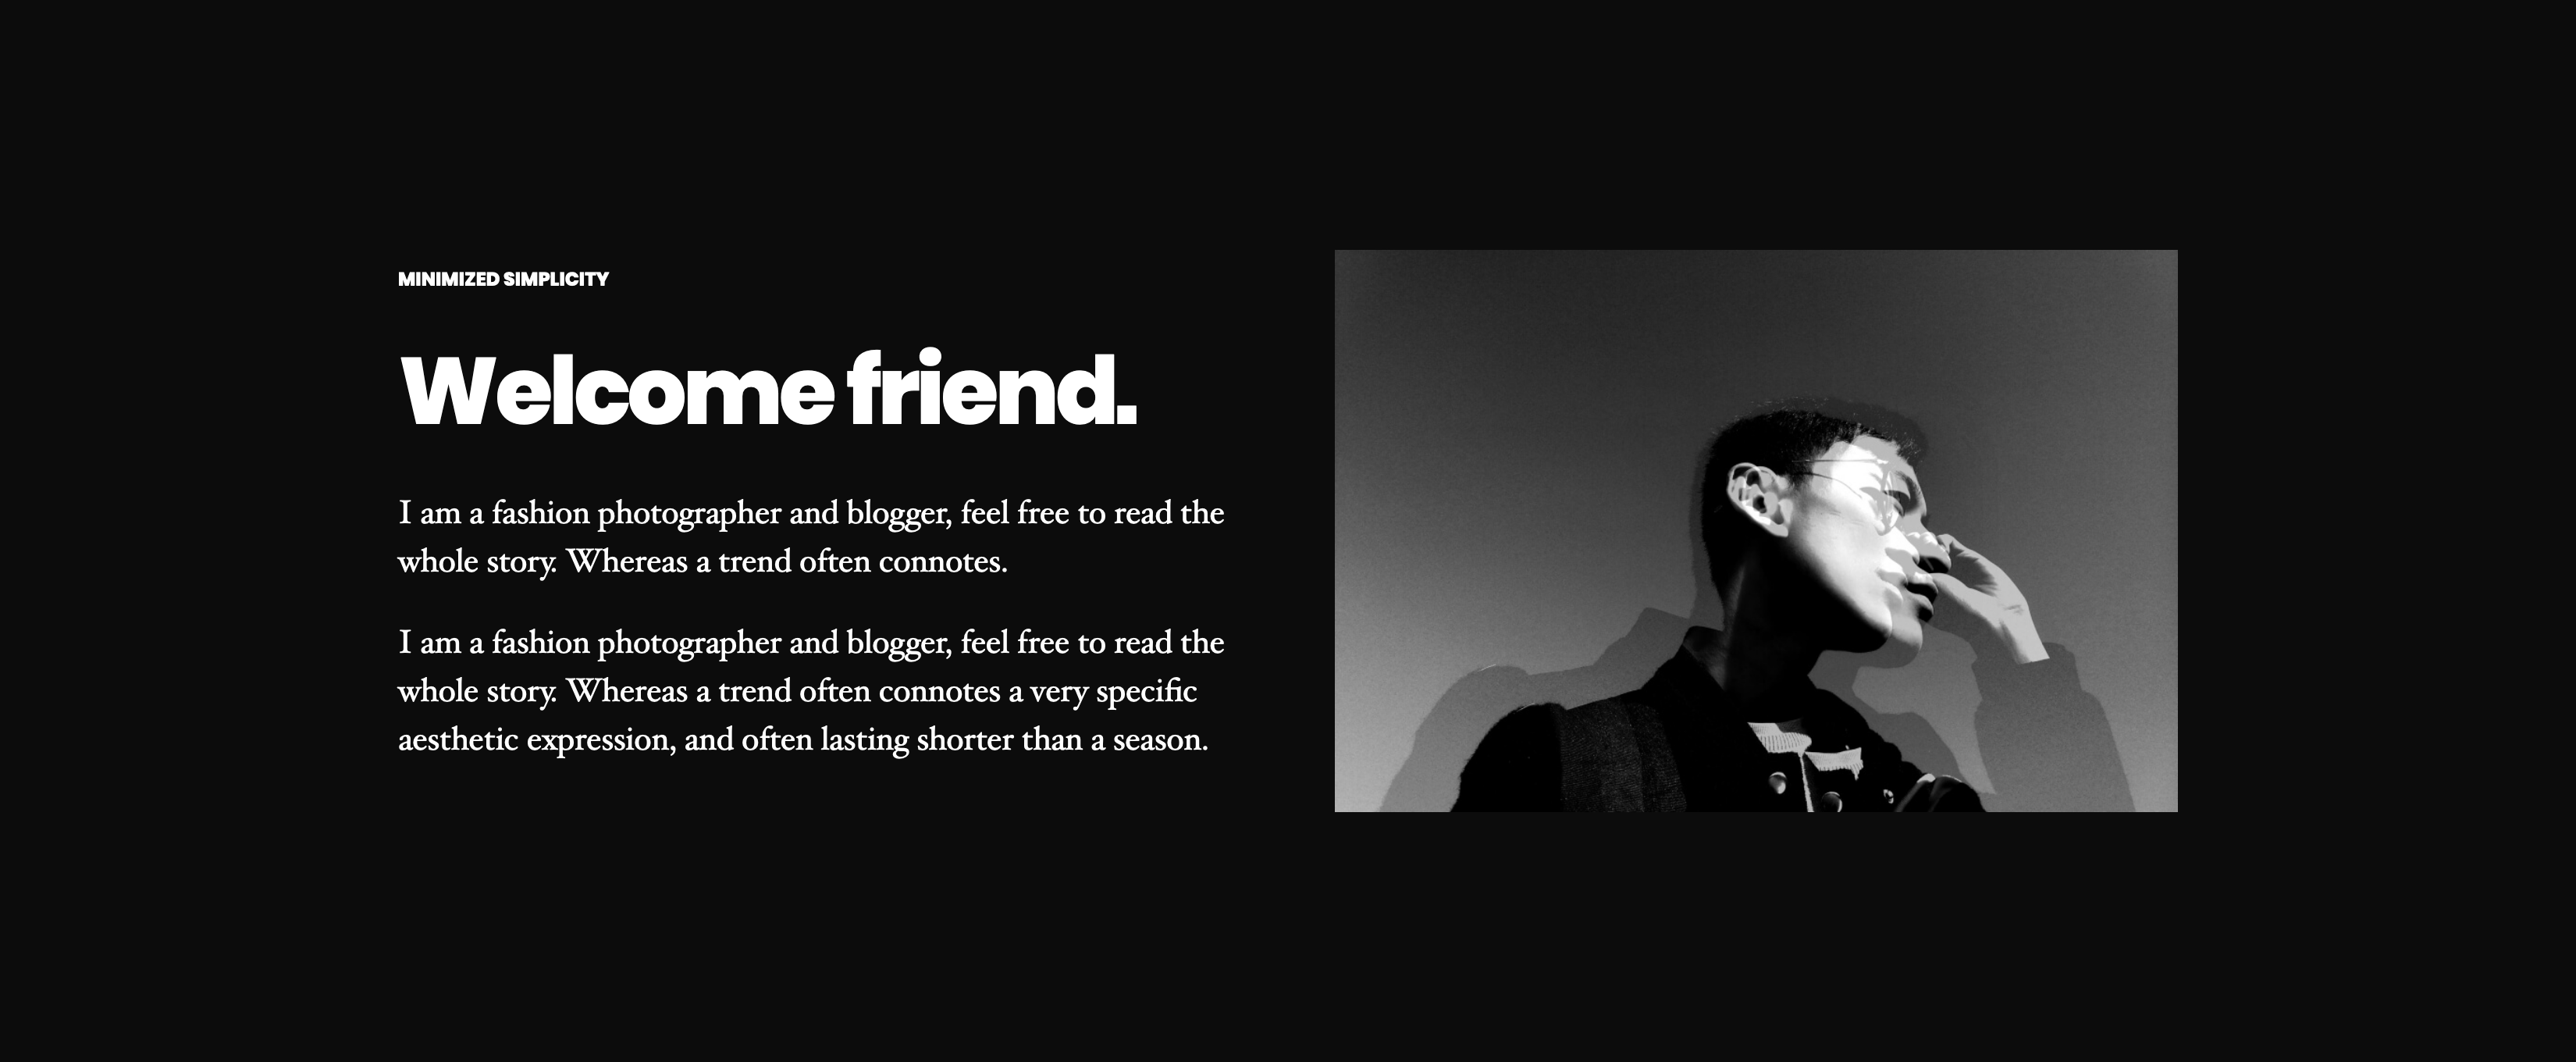 MINIMIZED SIMPLICITY
Welcome friend.
I am a fashion photographer and blogger, feel free to read the
whole story. Whereas a trend often connotes.
I am a fashion photographer and blogger, feel free to read the
whole story. Whereas a trend often connotes a very specific
aesthetic expression, and often lasting shorter than a season.